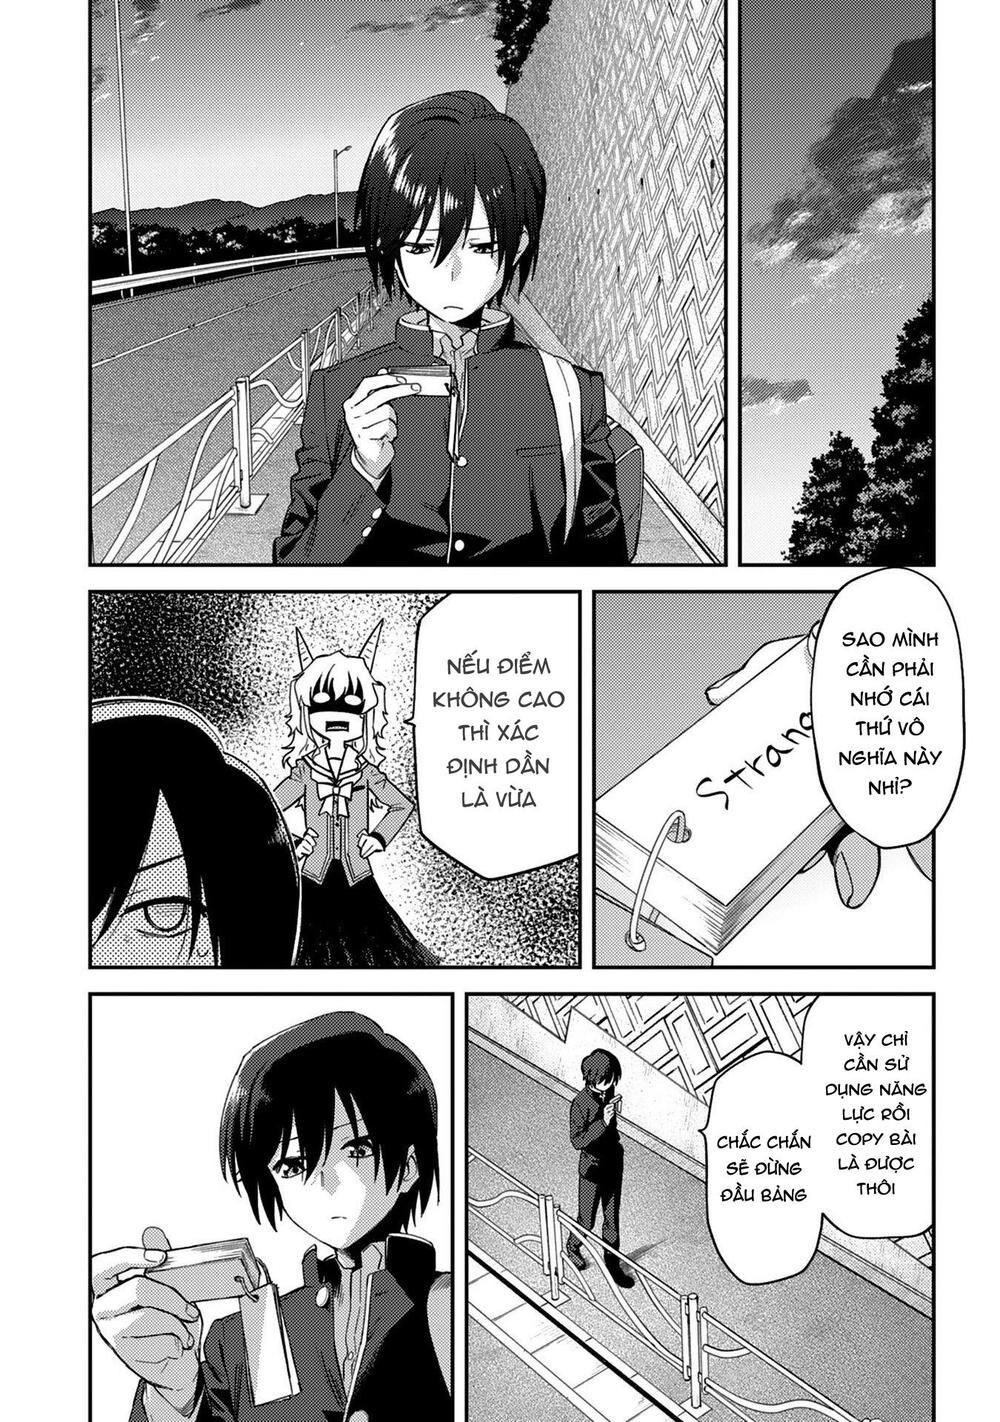 SAO MÌNH
CẦN PHẢI
NHỚ CÁI
THỨ VÔ
NGHĨA NÀY
NHỈ?
Strang
NẾU ĐIỂM
KHÔNG CAO
THÌ XÁC
ĐỊNH DẦN
LÀ VỪA
VẬY CHỈ
CẦN SỬ
DỤNG NĂNG
LỰC RỒI
COPY BÀI
LÀ ĐƯỢC
THÔI
CHẮC CHẮN
SẼ ĐỪNG
ĐẦU BẢNG